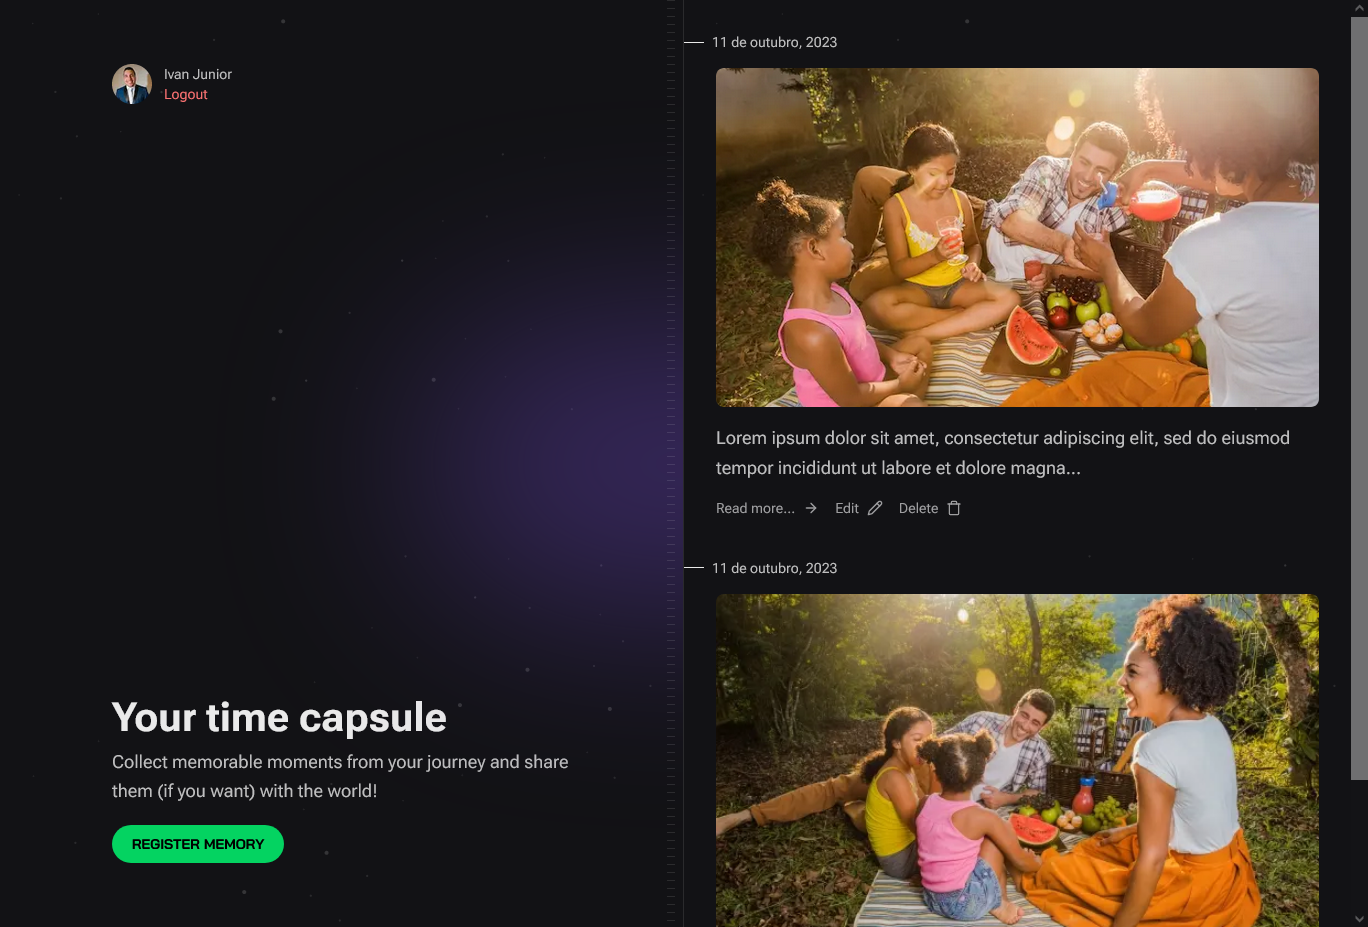 Ivan Junior
Logout
Your time capsule
Collect memorable moments from your journey and share
them (if you want) with the world!
REGISTER MEMORY
11 de outubro, 2023
Lorem ipsum dolor sit amet, consectetur adipiscing elit, sed do eiusmod
tempor incididunt ut labore et dolore magna...
Read more... Edit Delete
11 de outubro, 2023